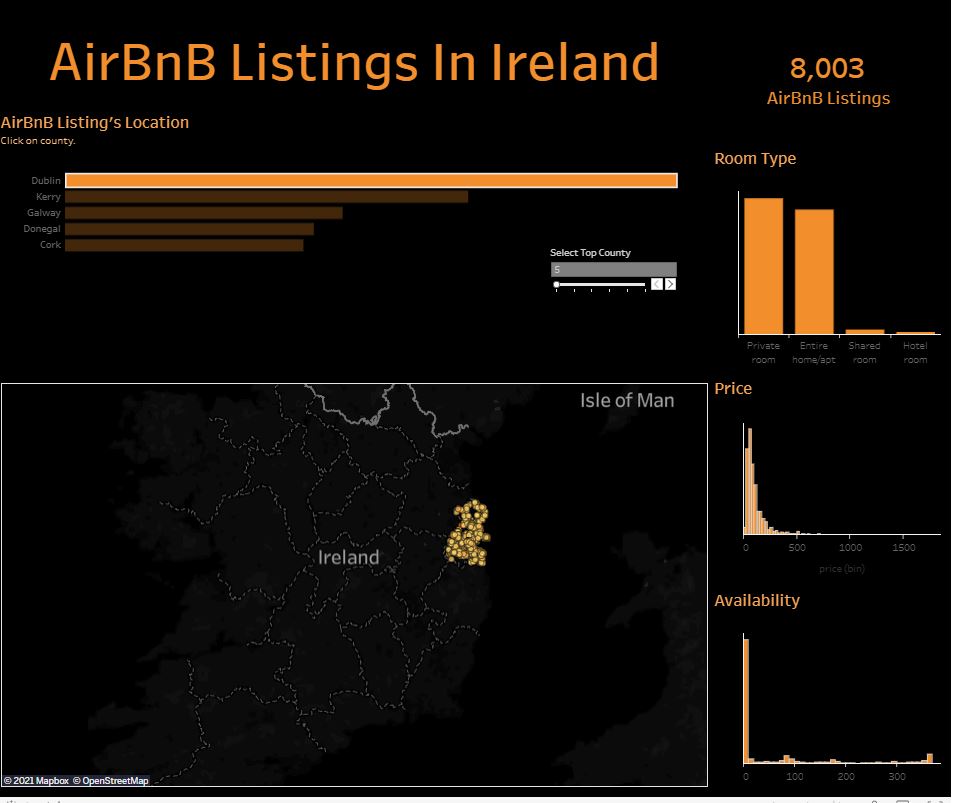 AirBnB Listings In Ireland
8,003
AirBnB Listings
AirBnB Listing's Location
Click on county.
Dublin
Kerry
Galway
Donegal
Cork
Select Top County
5
Room Type
Private room
Entire home/apt
Shared room
Hotel room
Isle of Man
Ireland
© 2021 Mapbox © OpenStreetMap
Price
0 500 1000 1500
price (bin)
Availability
0 100 200 300